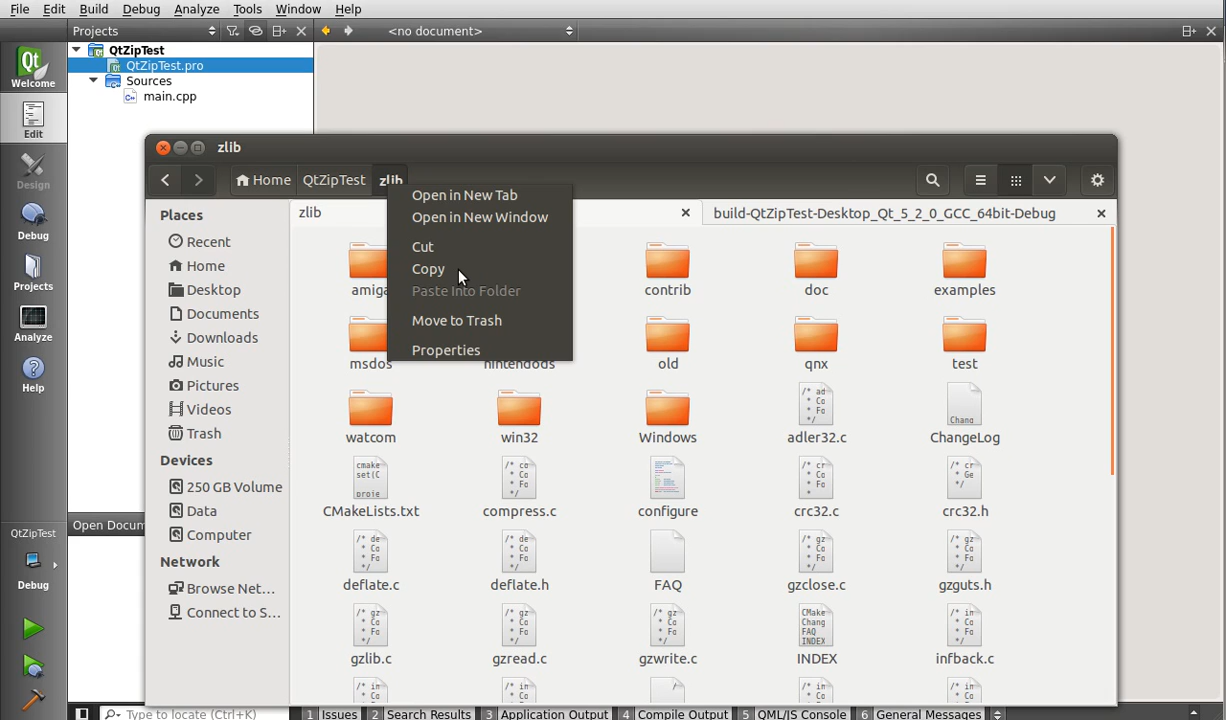 File Edit Build Debug Analyze Tools Window Help
Projects <no document>
QtZipTest
QtZipTest.pro
Sources
main.cpp
Welcome
Edit
Design
Debug
Projects
Analyze
Help
QtZipTest
Debug
Open Docum
zlib
Home QtZipTest zlib
Places
Recent
Home
Desktop
Documents
Downloads
Music
Pictures
Videos
Trash
Devices
250 GB Volume
Data
Computer
Network
Browse Net...
Connect to S...
zlib build-QtZipTest-Desktop_Qt_5_2_0_GCC_64bit-Debug
Open in New Tab
Open in New Window
Cut
Copy
Paste Into Folder
Move to Trash
Properties
amiga contrib doc examples
msdos nintendods old qnx test
watcom win32 Windows adler32.c ChangeLog
CMakeLists.txt compress.c configure crc32.c crc32.h
deflate.c deflate.h FAQ gzclose.c gzguts.h
gzlib.c gzread.c gzwrite.c INDEX infback.c
Type to locate (Ctrl+K) 1 Issues 2 Search Results 3 Application Output 4 Compile Output 5 QML/JS Console 6 General Messages